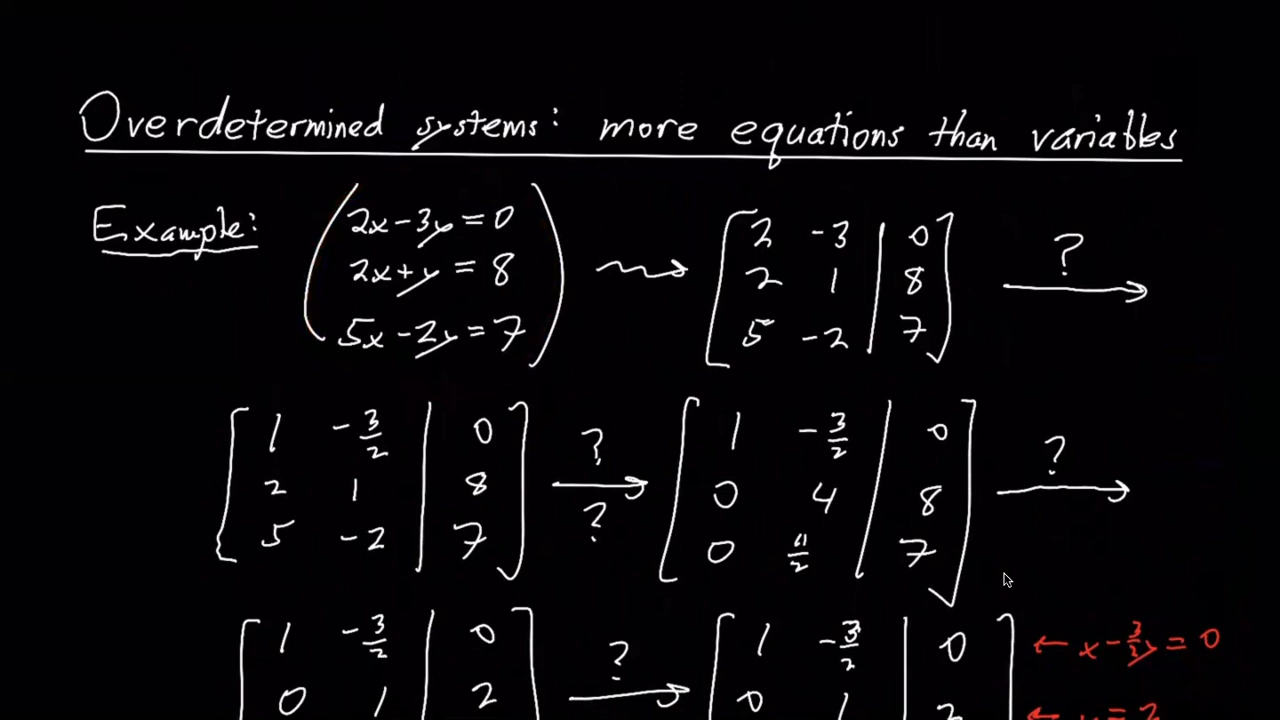 Overdetermined systems: more equations than variables
Example: ( 2x - 3y = 0 ) ⇝ [ 2 -3 | 0 ] ?→
2x + y = 8 2 1 | 8
5x - 2y = 7 5 -2 | 7
[ 1 -3/2 | 0 ] ?→? [ 1 -3/2 | 0 ] ?→
2 1 | 8 0 4 | 8
5 -2 | 7 0 11/2 | 7
[ 1 -3/2 | 0 ] ?→ [ 1 -3/2 | 0 ] ← x - 3/2y = 0
0 1 | 2 0 1 | 2 ← y = 2